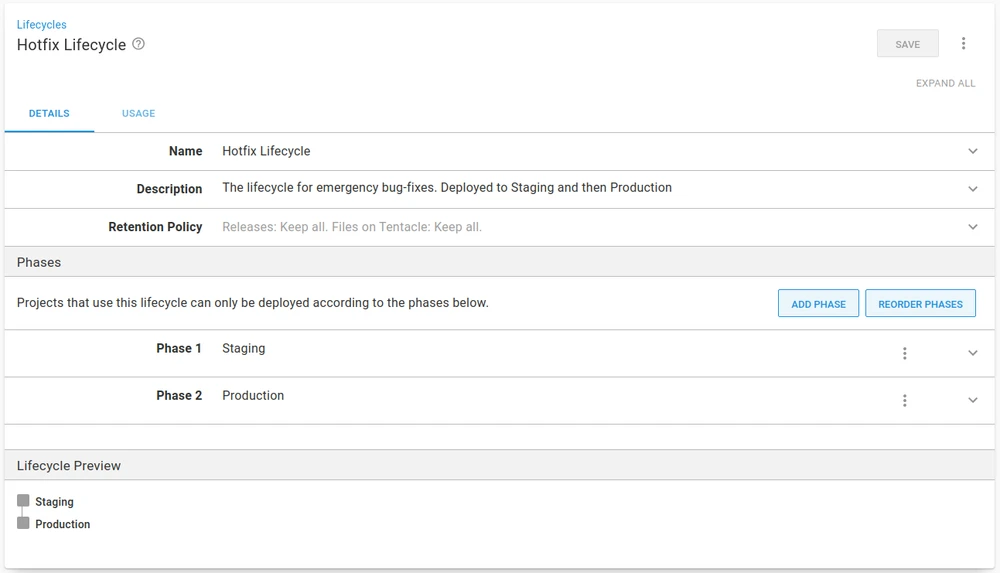 Lifecycles
Hotfix Lifecycle
SAVE
EXPAND ALL
DETAILS USAGE
Name Hotfix Lifecycle
Description The lifecycle for emergency bug-fixes. Deployed to Staging and then Production
Retention Policy Releases: Keep all. Files on Tentacle: Keep all.
Phases
Projects that use this lifecycle can only be deployed according to the phases below. ADD PHASE REORDER PHASES
Phase 1 Staging
Phase 2 Production
Lifecycle Preview
Staging
Production